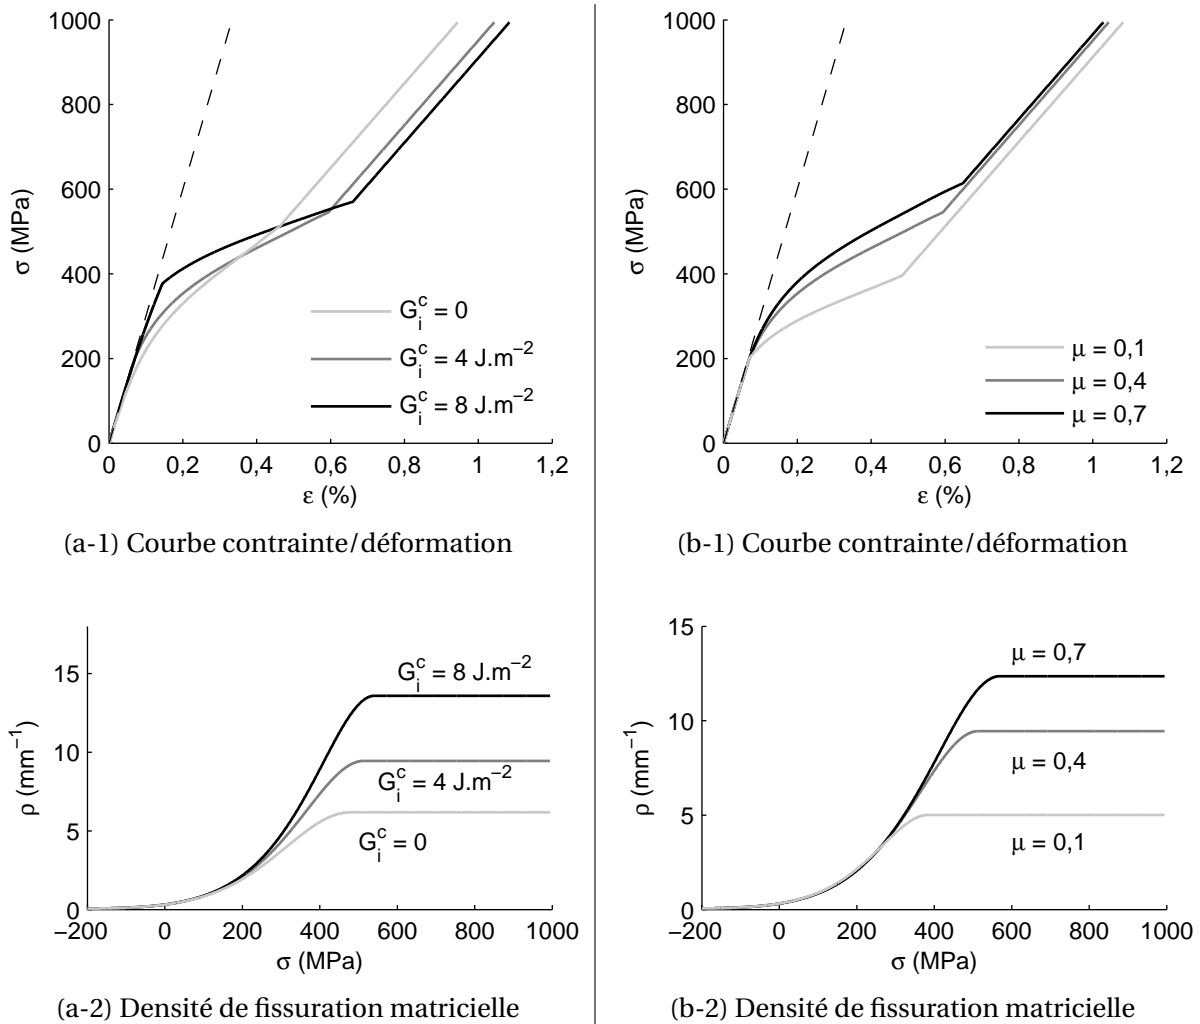 1000
800
600
400
200
0
σ (MPa)
G_i^c = 0
G_i^c = 4 J.m⁻²
G_i^c = 8 J.m⁻²
0 0,2 0,4 0,6 0,8 1 1,2
ε (%)
(a-1) Courbe contrainte/déformation
1000
800
600
400
200
0
σ (MPa)
μ = 0,1
μ = 0,4
μ = 0,7
0 0,2 0,4 0,6 0,8 1 1,2
ε (%)
(b-1) Courbe contrainte/déformation
15
10
5
0
ρ (mm⁻¹)
G_i^c = 8 J.m⁻²
G_i^c = 4 J.m⁻²
G_i^c = 0
−200 0 200 400 600 800 1000
σ (MPa)
(a-2) Densité de fissuration matricielle
15
10
5
0
ρ (mm⁻¹)
μ = 0,7
μ = 0,4
μ = 0,1
−200 0 200 400 600 800 1000
σ (MPa)
(b-2) Densité de fissuration matricielle